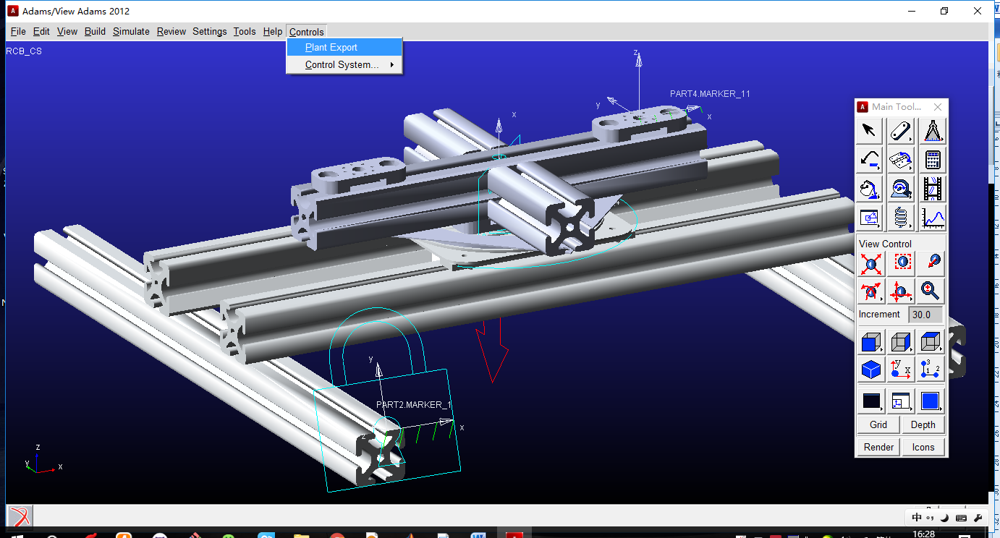 Adams/View Adams 2012
File Edit View Build Simulate Review Settings Tools Help Controls
Plant Export
Control System...
RCB_CS
z
PART4.MARKER_11
y
x
x
Main Tool...
View Control
Increment 30.0
y
x
3
1 2
Grid Depth
Render Icons
y
PART2.MARKER_1
x
z
z
y
x
中
16:28